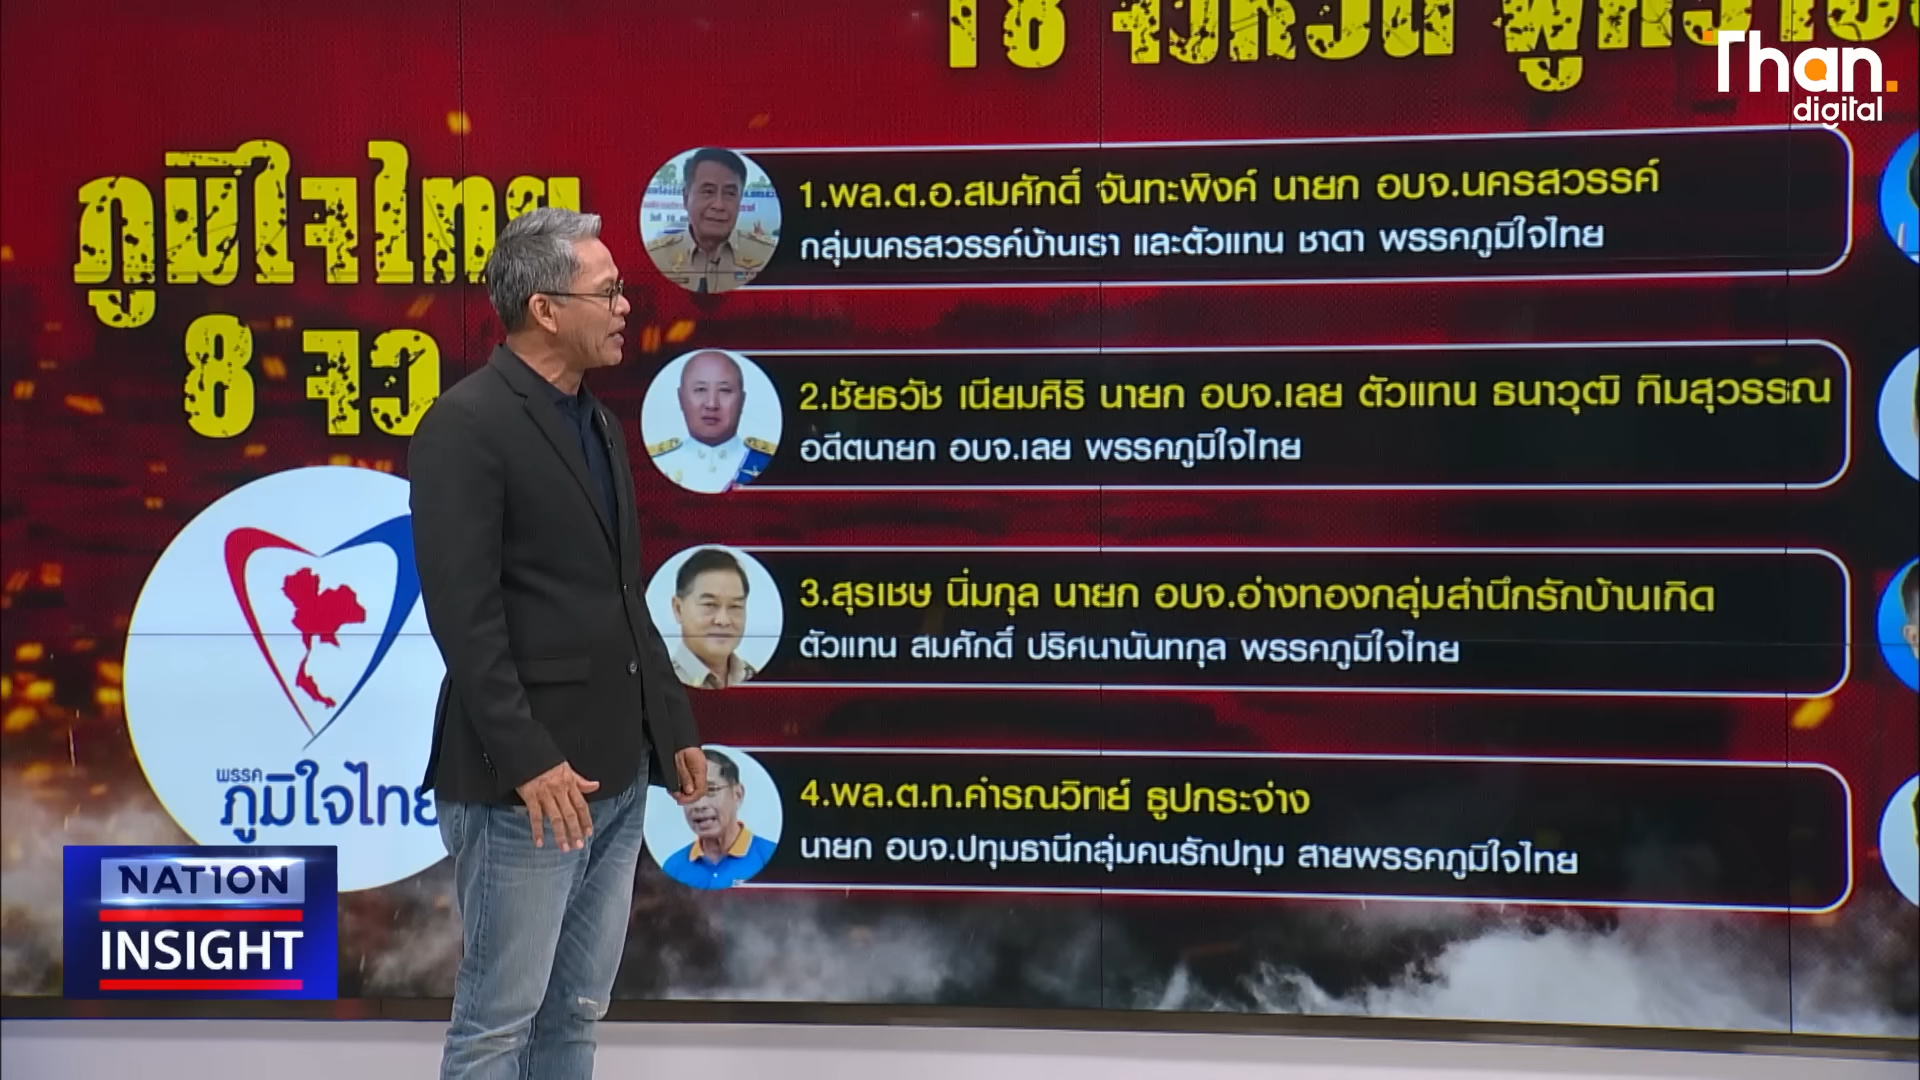 18 จังหวัด
Than.
digital
ภูมิใจไทย
8 จว
1.พล.ต.อ.สมศักดิ์ จันทะพิงค์ นายก อบจ.นครสวรรค์
กลุ่มนครสวรรค์บ้านเรา และตัวแทน ชาดา พรรคภูมิใจไทย
2.ชัยธวัช เนียมศิริ นายก อบจ.เลย ตัวแทน ธนาวุฒิ ทิมสุวรรณ
อดีตนายก อบจ.เลย พรรคภูมิใจไทย
3.สุรเชษ นิ่มกุล นายก อบจ.อ่างทองกลุ่มสำนึกรักบ้านเกิด
ตัวแทน สมศักดิ์ ปริศนานันทกุล พรรคภูมิใจไทย
4.พล.ต.ท.คำรณวิทย์ ธูปกระจ่าง
นายก อบจ.ปทุมธานีกลุ่มคนรักปทุม สายพรรคภูมิใจไทย
พรรค
ภูมิใจไทย
NATION
INSIGHT